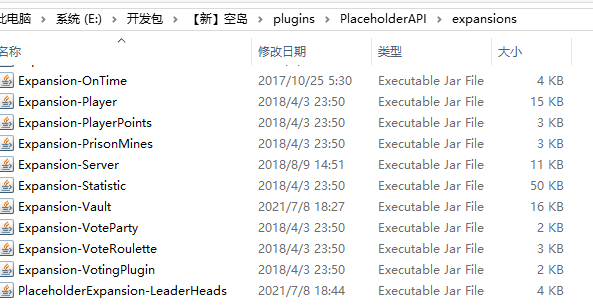 此电脑 › 系统 (E:) › 开发包 › 【新】空岛 › plugins › PlaceholderAPI › expansions
名称 修改日期 类型 大小
Expansion-OnTime 2017/10/25 5:30 Executable Jar File 4 KB
Expansion-Player 2018/4/3 23:50 Executable Jar File 15 KB
Expansion-PlayerPoints 2018/4/3 23:50 Executable Jar File 3 KB
Expansion-PrisonMines 2018/4/3 23:50 Executable Jar File 3 KB
Expansion-Server 2018/8/9 14:51 Executable Jar File 11 KB
Expansion-Statistic 2018/4/3 23:50 Executable Jar File 50 KB
Expansion-Vault 2021/7/8 18:27 Executable Jar File 16 KB
Expansion-VoteParty 2018/4/3 23:50 Executable Jar File 2 KB
Expansion-VoteRoulette 2018/4/3 23:50 Executable Jar File 3 KB
Expansion-VotingPlugin 2018/4/3 23:50 Executable Jar File 2 KB
PlaceholderExpansion-LeaderHeads 2021/7/8 18:44 Executable Jar File 4 KB